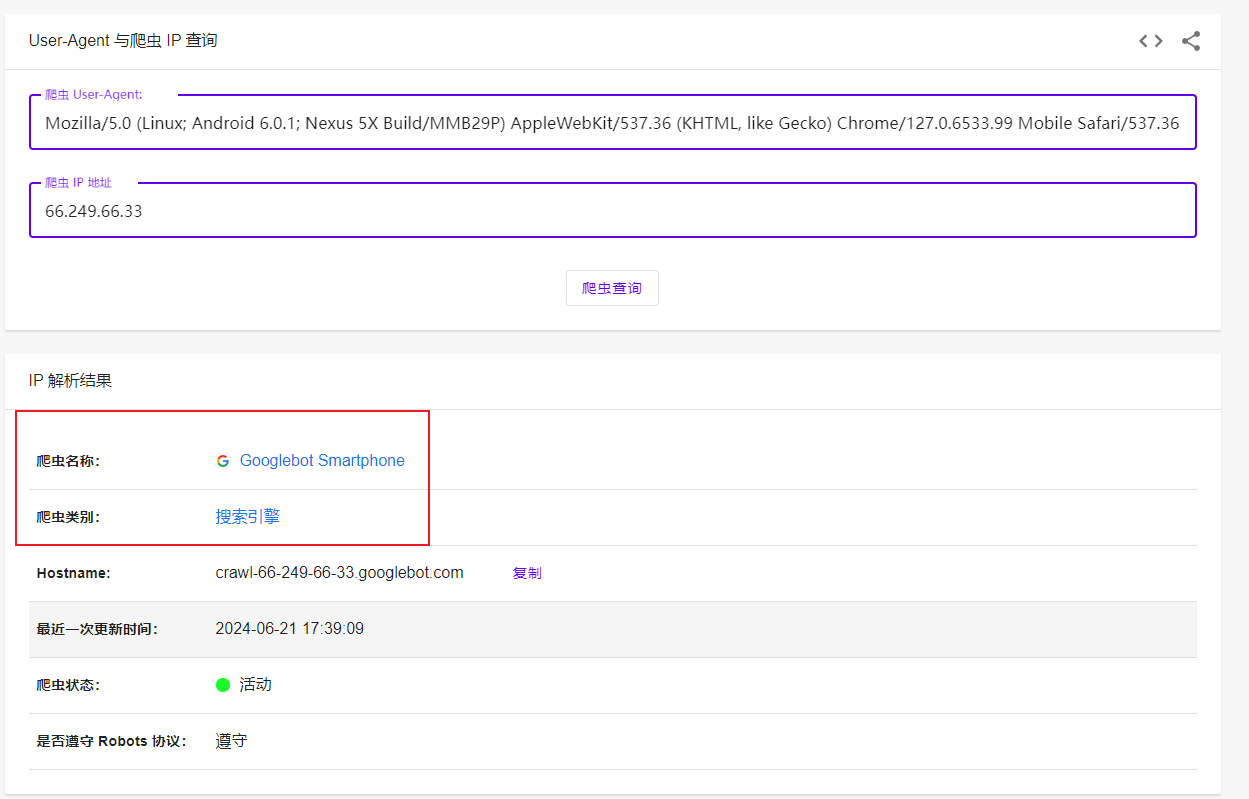 User-Agent 与爬虫 IP 查询
爬虫 User-Agent:
Mozilla/5.0 (Linux; Android 6.0.1; Nexus 5X Build/MMB29P) AppleWebKit/537.36 (KHTML, like Gecko) Chrome/127.0.6533.99 Mobile Safari/537.36
爬虫 IP 地址
66.249.66.33
爬虫查询
IP 解析结果
爬虫名称: Googlebot Smartphone
爬虫类别: 搜索引擎
Hostname: crawl-66-249-66-33.googlebot.com 复制
最近一次更新时间: 2024-06-21 17:39:09
爬虫状态: 活动
是否遵守 Robots 协议: 遵守